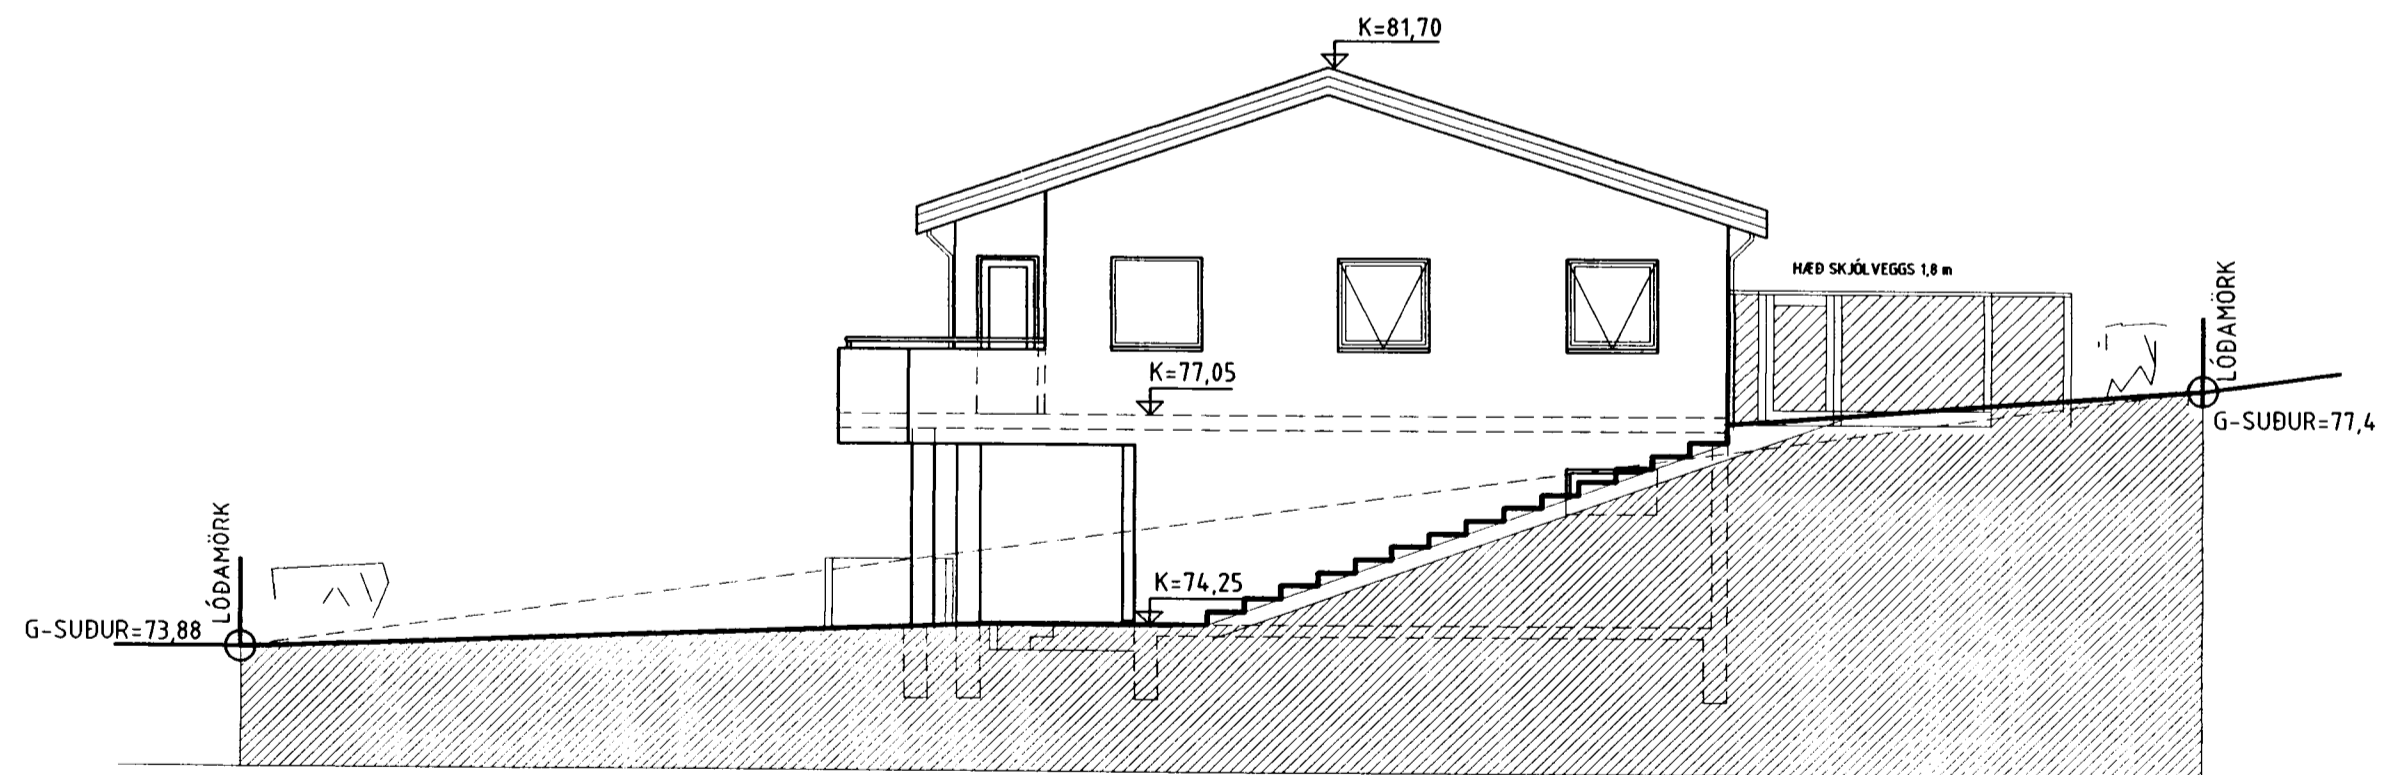 K=81,70
HÆÐ SKJÓLVEGGS 1,8 m
LÓÐAMÖRK
K=77,05
G-SUÐUR=77,4
LÓÐAMÖRK
K=74,25
G-SUÐUR=73,88